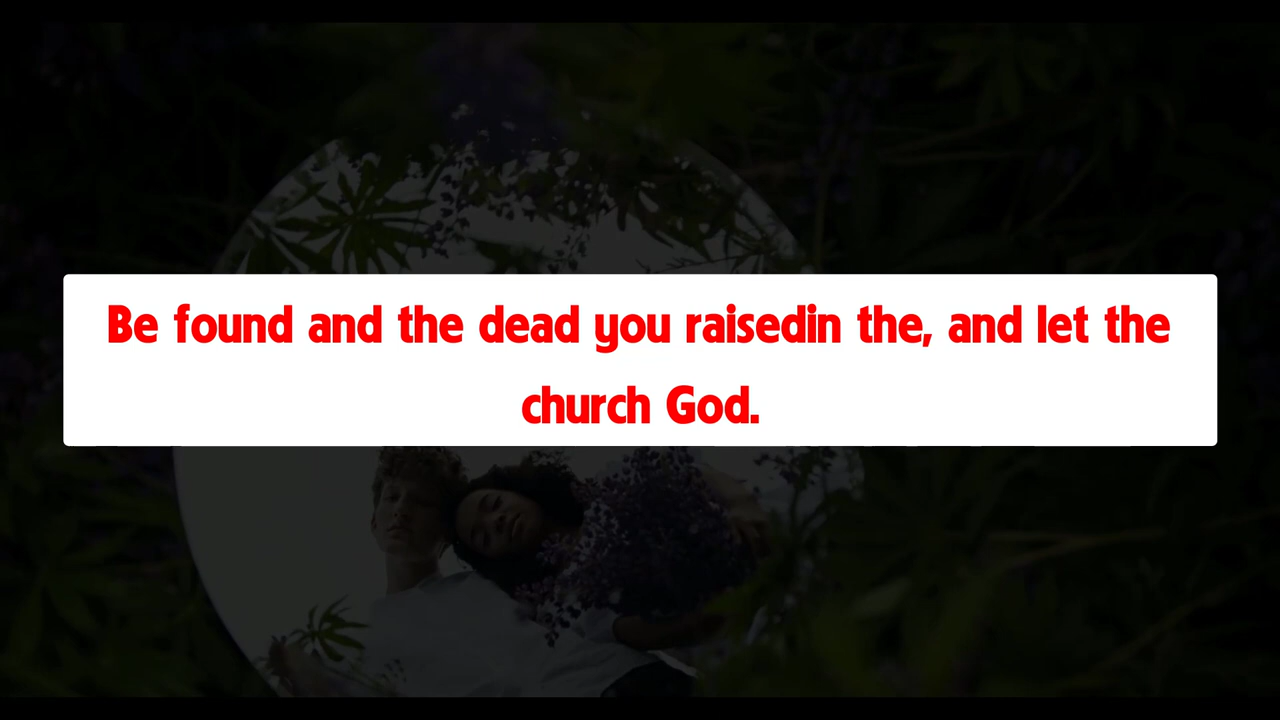 Be found and the dead you raisedin the, and let the
church God.